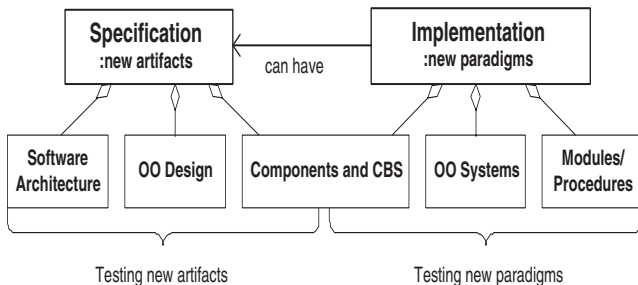 Specification
:new artifacts
Implementation
:new paradigms
can have
Software
Architecture
OO Design
Components and CBS
OO Systems
Modules/
Procedures
Testing new artifacts
Testing new paradigms